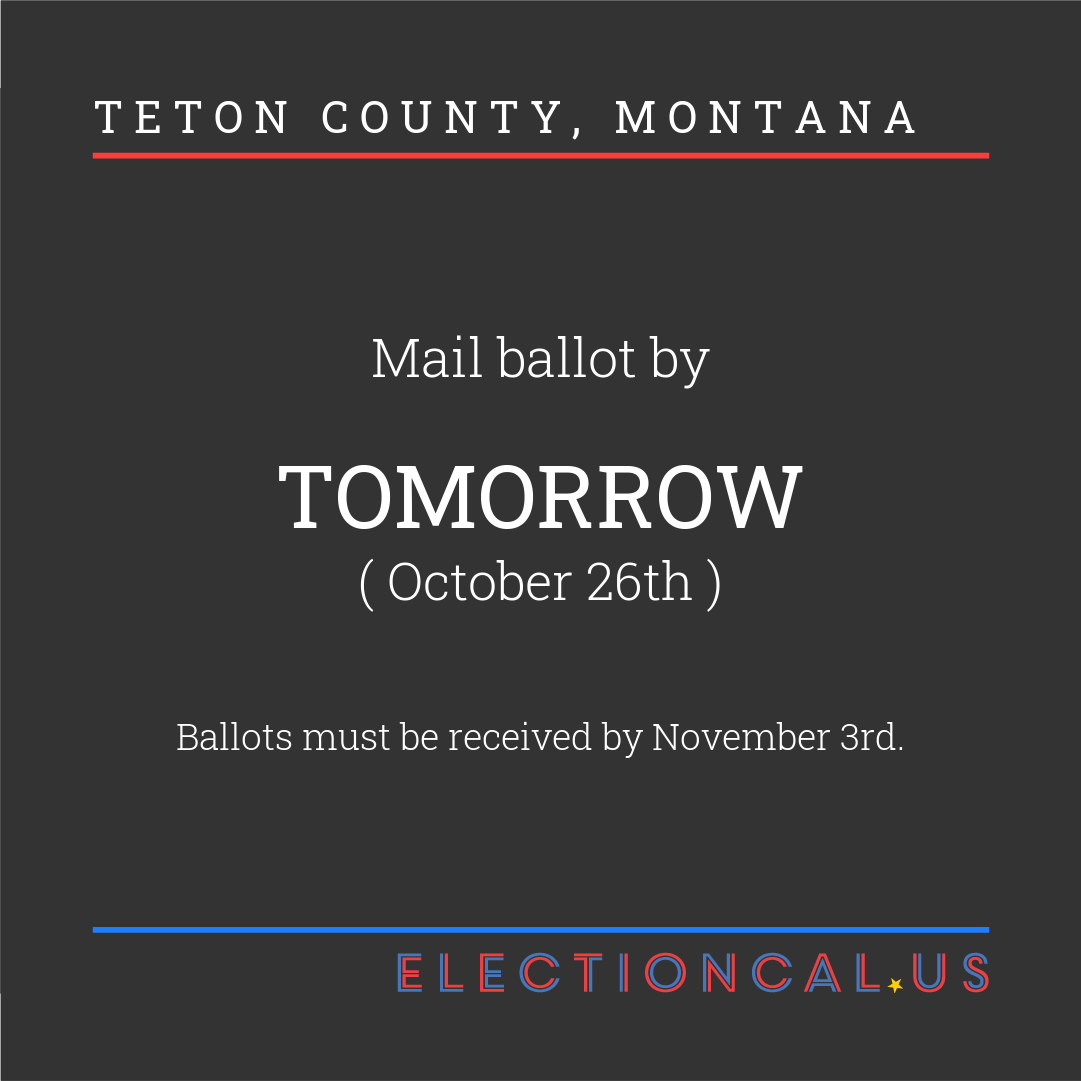 TETON COUNTY, MONTANA
Mail ballot by
TOMORROW
( October 26th )
Ballots must be received by November 3rd.
ELECTIONCAL.US